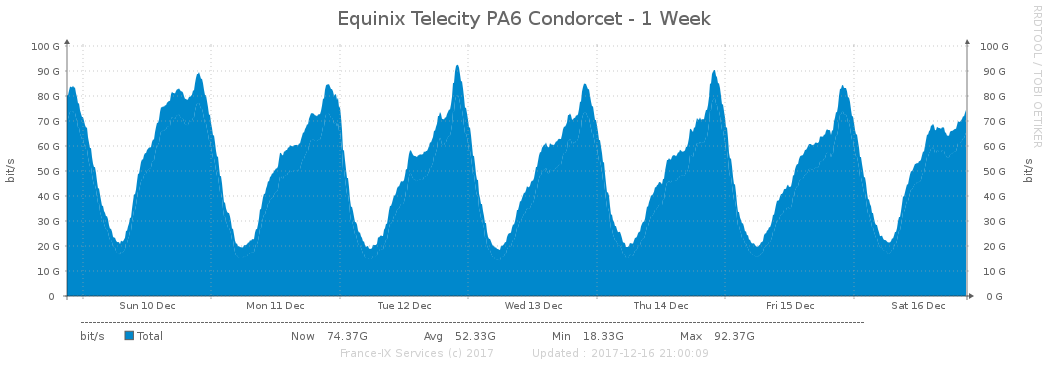 Equinix Telecity PA6 Condorcet - 1 Week
RRDTOOL / TOBI OETIKER
bit/s
100 G
90 G
80 G
70 G
60 G
50 G
40 G
30 G
20 G
10 G
0
100 G
90 G
80 G
70 G
60 G
50 G
40 G
30 G
20 G
10 G
0 G
bit/s
Sun 10 Dec Mon 11 Dec Tue 12 Dec Wed 13 Dec Thu 14 Dec Fri 15 Dec Sat 16 Dec
bit/s Total Now 74.37G Avg 52.33G Min 18.33G Max 92.37G
France-IX Services (c) 2017 Updated : 2017-12-16 21:00:09